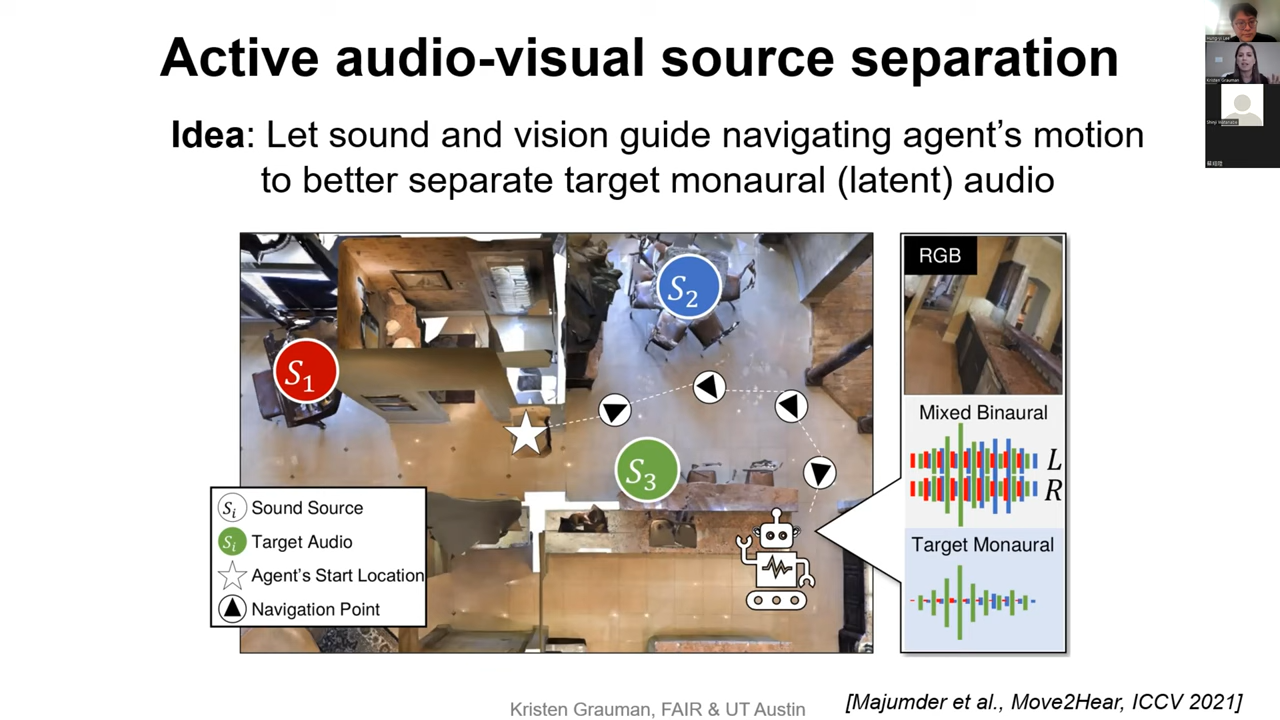 Active audio-visual source separation
Idea: Let sound and vision guide navigating agent's motion
to better separate target monaural (latent) audio
S1
S2
S3
Si Sound Source
Si Target Audio
Agent's Start Location
Navigation Point
RGB
Mixed Binaural
L
R
Target Monaural
Kristen Grauman, FAIR & UT Austin
[Majumder et al., Move2Hear, ICCV 2021]
Kristen Grauman